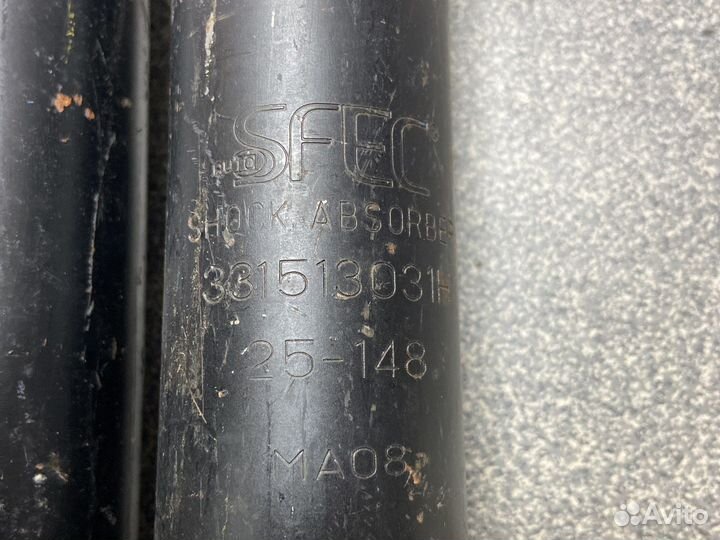 SFEC
SHOCK ABSORBER
331513031H
25-148
MA08
Avito